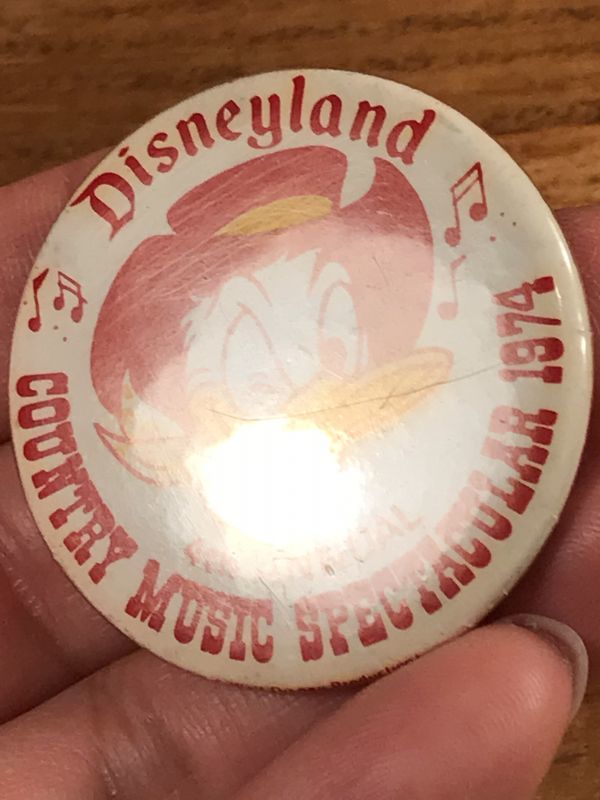 Disneyland
COUNTRY MUSIC SPECTACULAR 1974